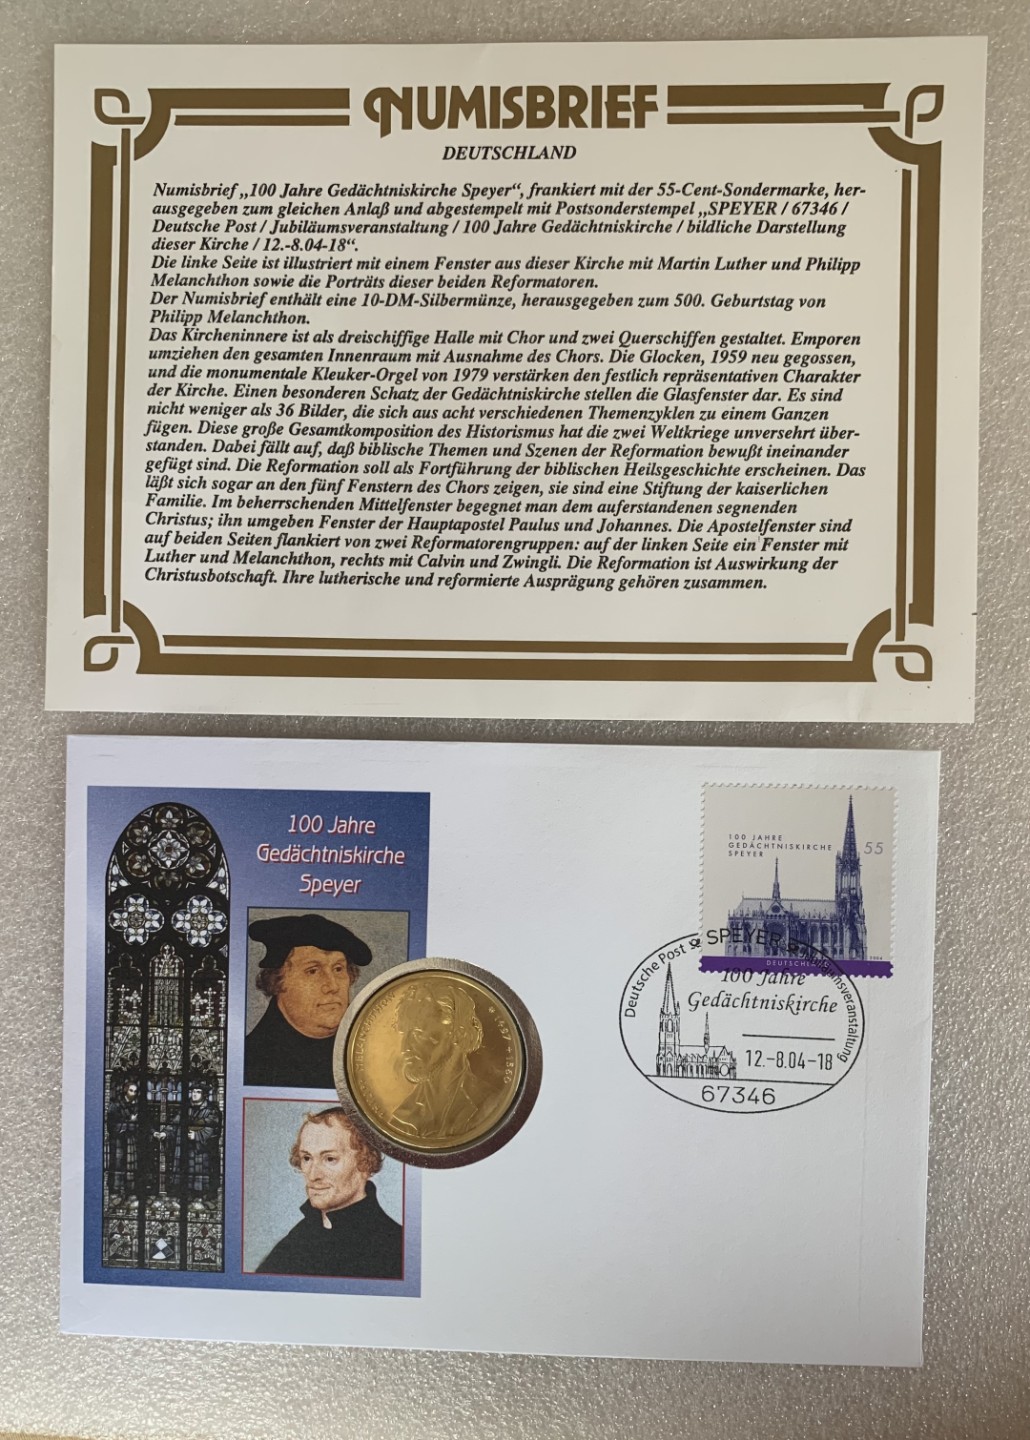 NUMISBRIEF
DEUTSCHLAND
Numisbrief „100 Jahre Gedächtniskirche Speyer“, frankiert mit der 55-Cent-Sondermarke, her-
ausgegeben zum gleichen Anlaß und abgestempelt mit Postsonderstempel „SPEYER / 67346 /
Deutsche Post / Jubiläumsveranstaltung / 100 Jahre Gedächtniskirche / bildliche Darstellung
dieser Kirche / 12.-8.04-18“.
Die linke Seite ist illustriert mit einem Fenster aus dieser Kirche mit Martin Luther und Philipp
Melanchthon sowie die Porträts dieser beiden Reformatoren.
Der Numisbrief enthält eine 10-DM-Silbermünze, herausgegeben zum 500. Geburtstag von
Philipp Melanchthon.
Das Kircheninnere ist als dreischiffige Halle mit Chor und zwei Querschiffen gestaltet. Emporen
umziehen den gesamten Innenraum mit Ausnahme des Chors. Die Glocken, 1959 neu gegossen,
und die monumentale Kleuker-Orgel von 1979 verstärken den festlich repräsentativen Charakter
der Kirche. Einen besonderen Schatz der Gedächtniskirche stellen die Glasfenster dar. Es sind
nicht weniger als 36 Bilder, die sich aus acht verschiedenen Themenzyklen zu einem Ganzen
fügen. Diese große Gesamtkomposition des Historismus hat die zwei Weltkriege unversehrt über-
standen. Dabei fällt auf, daß biblische Themen und Szenen der Reformation bewußt ineinander
gefügt sind. Die Reformation soll als Fortführung der biblischen Heilsgeschichte erscheinen. Das
läßt sich sogar an den fünf Fenstern des Chors zeigen, sie sind eine Stiftung der kaiserlichen
Familie. Im beherrschenden Mittelfenster begegnet man dem auferstandenen segnenden
Christus; ihn umgeben Fenster der Hauptapostel Paulus und Johannes. Die Apostelfenster sind
auf beiden Seiten flankiert von zwei Reformatorengruppen: auf der linken Seite ein Fenster mit
Luther und Melanchthon, rechts mit Calvin und Zwingli. Die Reformation ist Auswirkung der
Christusbotschaft. Ihre lutherische und reformierte Ausprägung gehören zusammen.
100 Jahre
Gedächtniskirche
Speyer
100 JAHRE
GEDÄCHTNISKIRCHE
SPEYER
55
DEUTSCHLAND
2004
Deutsche Post SPEYER Jubiläumsveranstaltung
100 Jahre
Gedächtniskirche
12.-8.04-18
67346
1497 - 1560